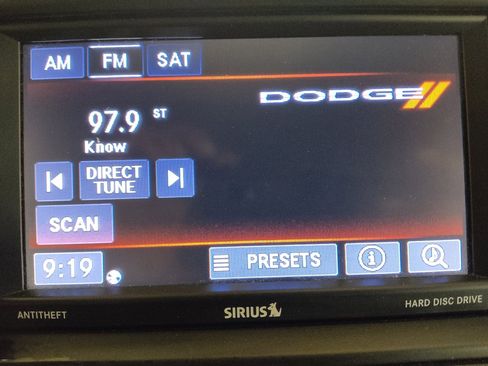 AM FM SAT
DODGE
97.9 ST
Know
DIRECT
TUNE
SCAN
9:19 PRESETS
ANTITHEFT SIRIUS HARD DISC DRIVE